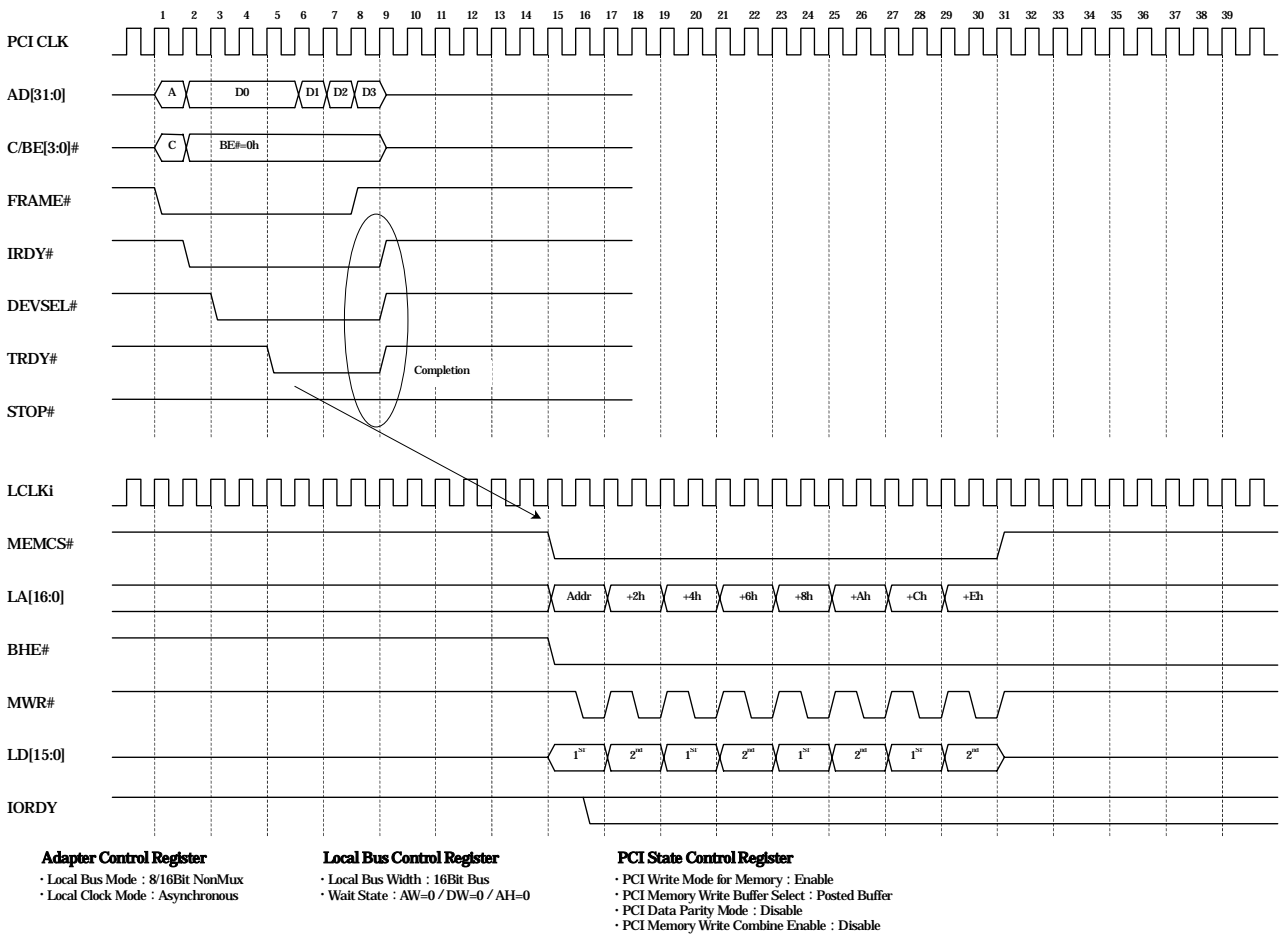 1 2 3 4 5 6 7 8 9 10 11 12 13 14 15 16 17 18 19 20 21 22 23 24 25 26 27 28 29 30 31 32 33 34 35 36 37 38 39
PCI CLK
AD[31:0] A D0 D1 D2 D3
C/BE[3:0]# C BE#=0h
FRAME#
IRDY#
DEVSEL#
TRDY#
Completion
STOP#
LCLKi
MEMCS#
LA[16:0] Addr +2h +4h +6h +8h +Ah +Ch +Eh
BHE#
MWR#
LD[15:0] 1ST 2nd 1ST 2nd 1ST 2nd 1ST 2nd
IORDY
Adapter Control Register
・Local Bus Mode : 8/16Bit NonMux
・Local Clock Mode : Asynchronous
Local Bus Control Register
・Local Bus Width : 16Bit Bus
・Wait State : AW=0 / DW=0 / AH=0
PCI State Control Register
・PCI Write Mode for Memory : Enable
・PCI Memory Write Buffer Select : Posted Buffer
・PCI Data Parity Mode : Disable
・PCI Memory Write Combine Enable : Disable